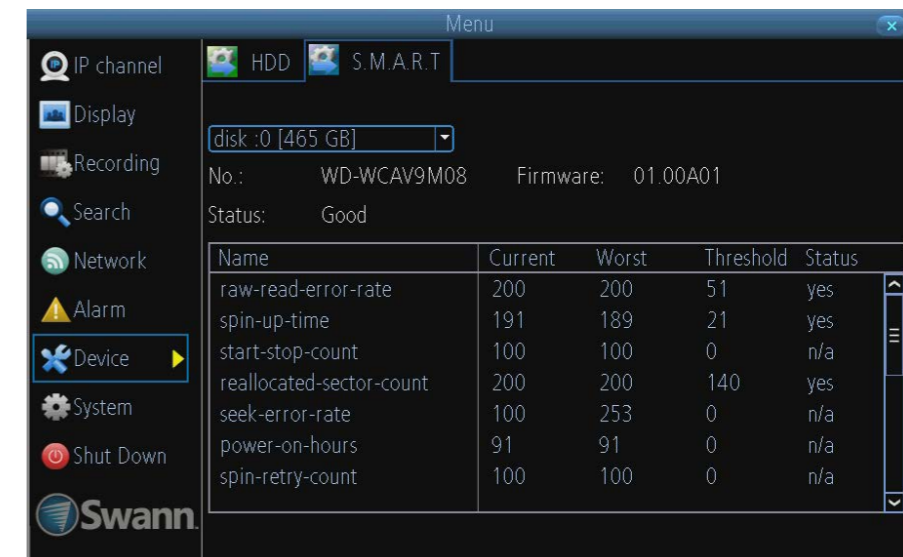 Menu
IP channel
Display
Recording
Search
Network
Alarm
Device
System
Shut Down
Swann
HDD S.M.A.R.T
disk :0 [465 GB]
No.: WD-WCAV9M08 Firmware: 01.00A01
Status: Good
Name Current Worst Threshold Status
raw-read-error-rate 200 200 51 yes
spin-up-time 191 189 21 yes
start-stop-count 100 100 0 n/a
reallocated-sector-count 200 200 140 yes
seek-error-rate 100 253 0 n/a
power-on-hours 91 91 0 n/a
spin-retry-count 100 100 0 n/a